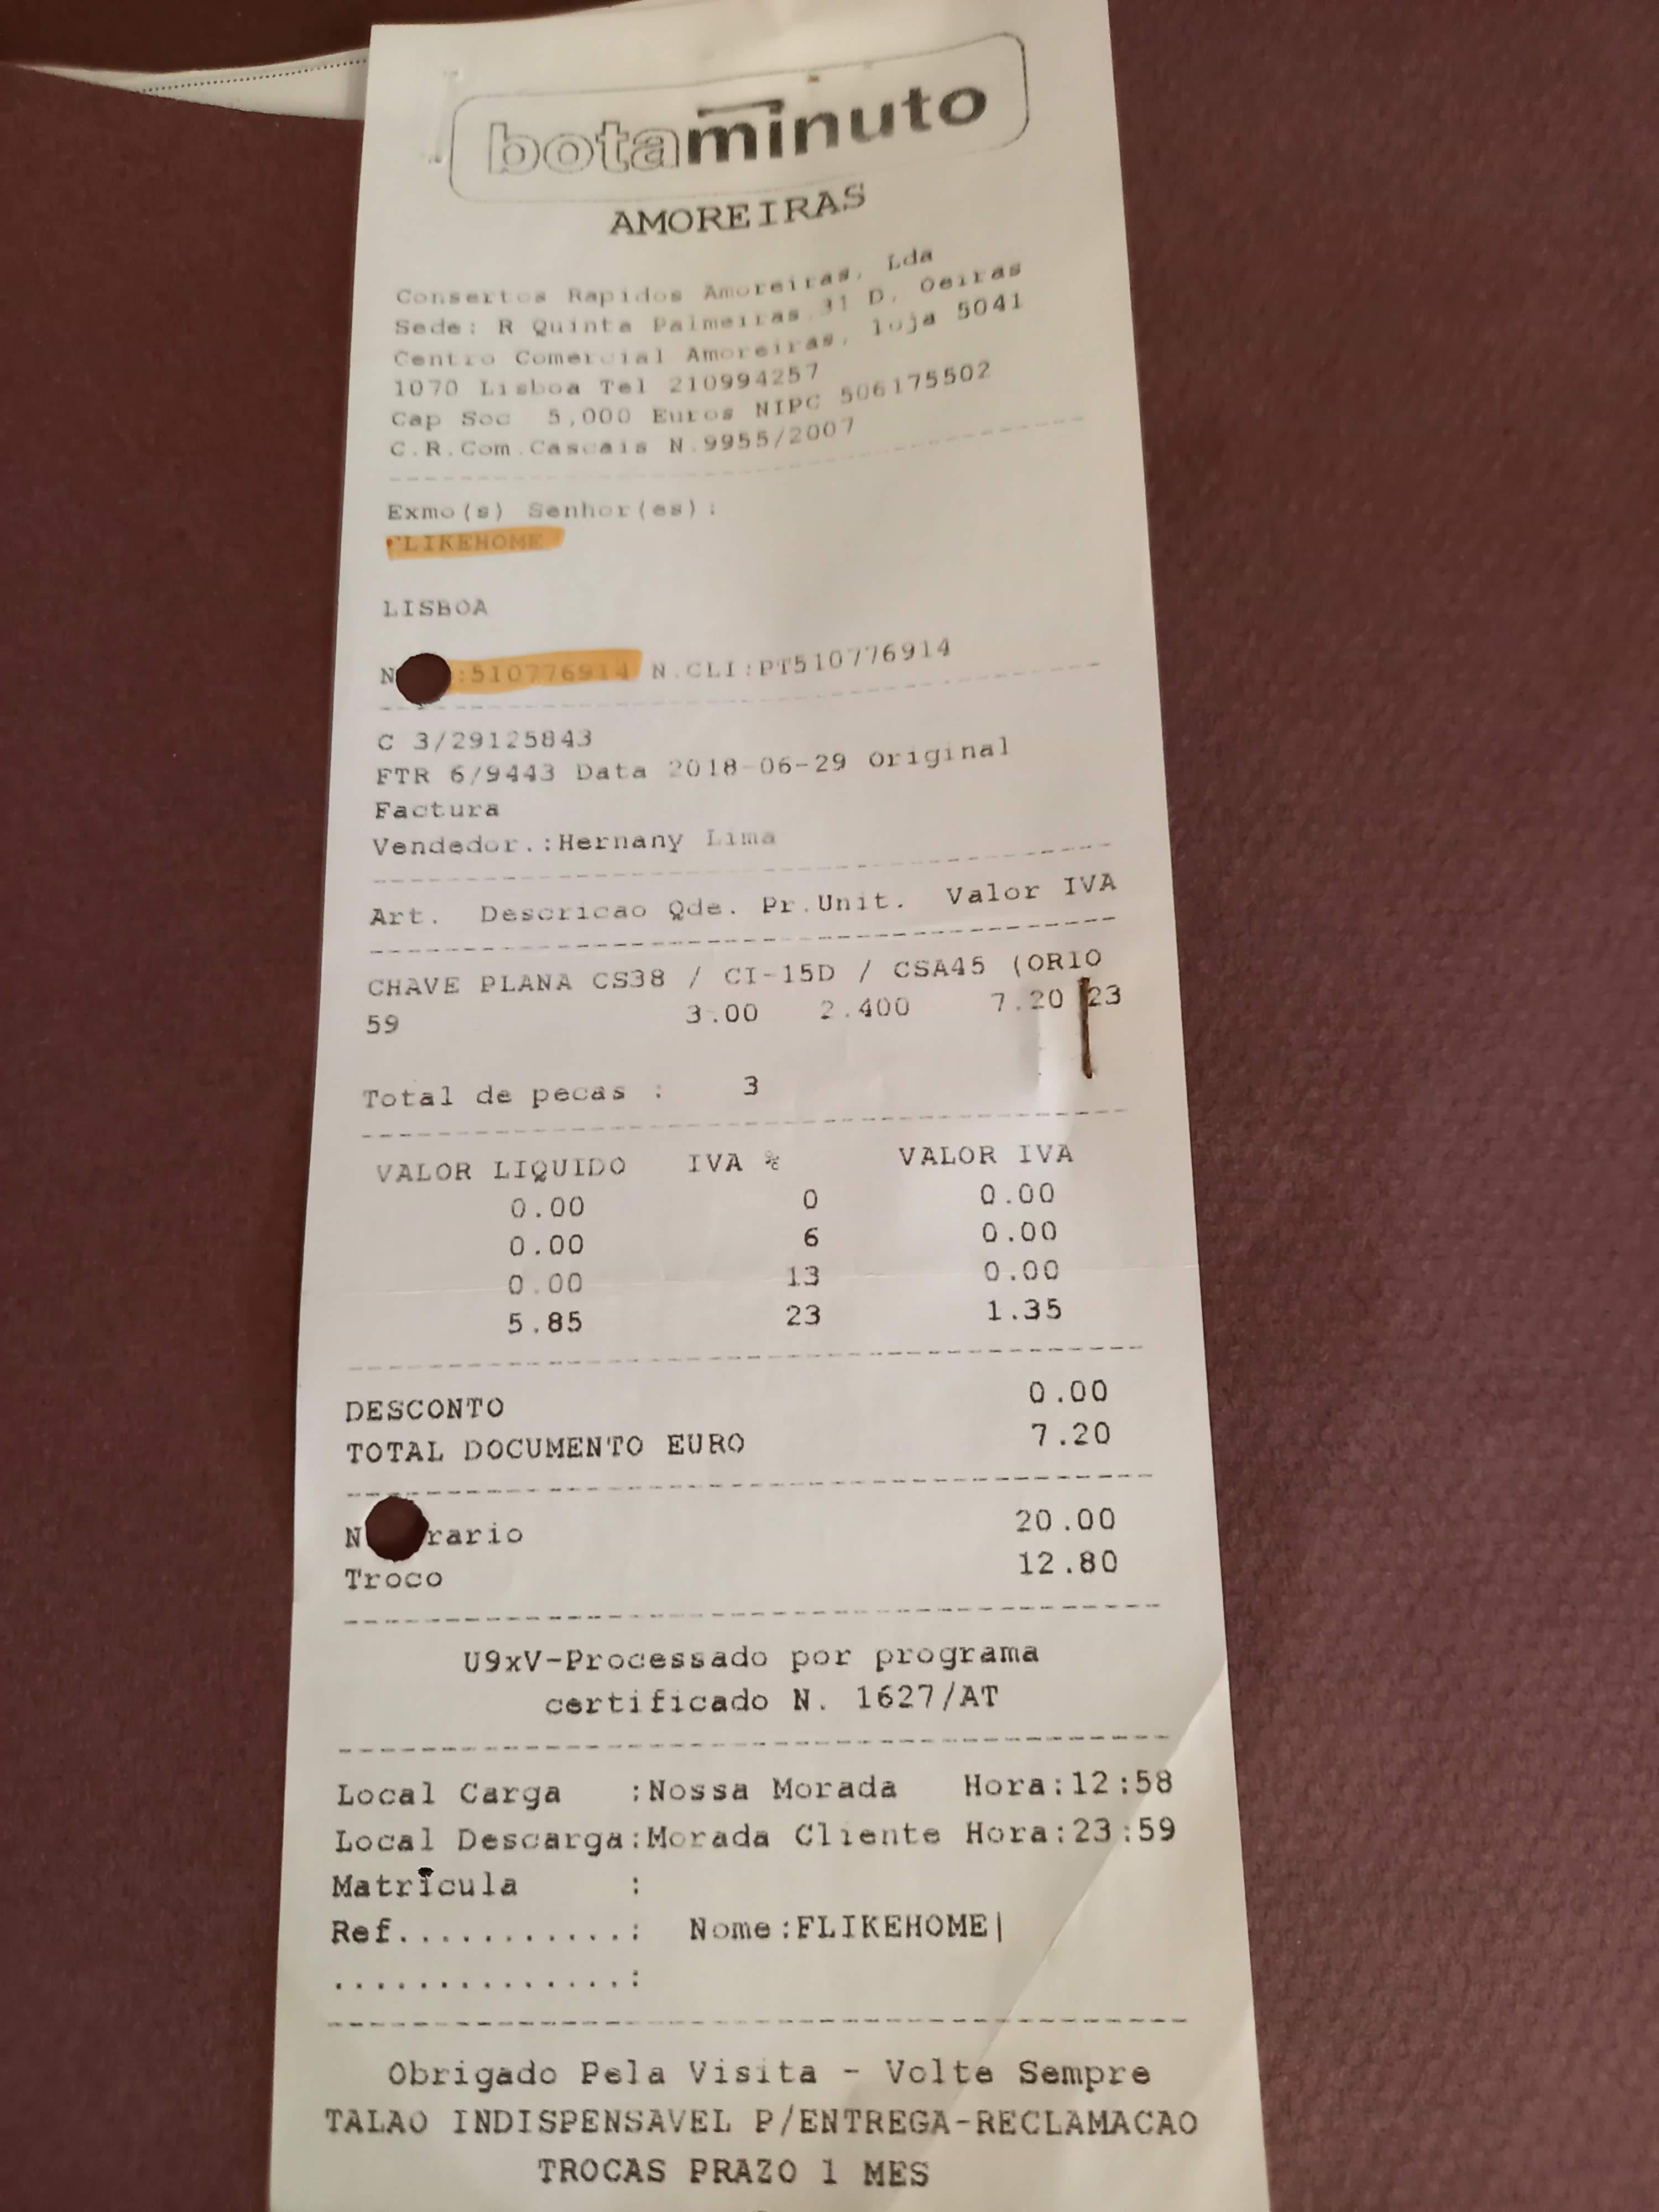 botaminuto
AMOREIRAS
Consertos Rapidos Amoreiras, Lda
Sede: R Quinta Palmeiras 31 D, Oeiras
Centro Comercial Amoreiras, loja 5041
1070 Lisboa Tel 210994257
Cap Soc 5,000 Euros NIPC 506175502
C.R.Com.Cascais N.9955/2007
Exmo(s) Senhor(es):
FLIKEHOME
LISBOA
N :510776914 N.CLI:PT510776914
C 3/29125843
FTR 6/9443 Data 2018-06-29 Original
Factura
Vendedor.:Hernany Lima
Art. Descricao Qde. Pr.Unit. Valor IVA
CHAVE PLANA CS38 / CI-15D / CSA45 (ORIO
59 3.00 2.400 7.20 23
Total de pecas : 3
VALOR LIQUIDO IVA % VALOR IVA
0.00 0 0.00
0.00 6 0.00
0.00 13 0.00
5.85 23 1.35
DESCONTO 0.00
TOTAL DOCUMENTO EURO 7.20
N rario 20.00
Troco 12.80
U9xV-Processado por programa
certificado N. 1627/AT
Local Carga :Nossa Morada Hora:12:58
Local Descarga:Morada Cliente Hora:23:59
Matricula :
Ref...........: Nome:FLIKEHOME|
..............:
Obrigado Pela Visita - Volte Sempre
TALAO INDISPENSAVEL P/ENTREGA-RECLAMACAO
TROCAS PRAZO 1 MES